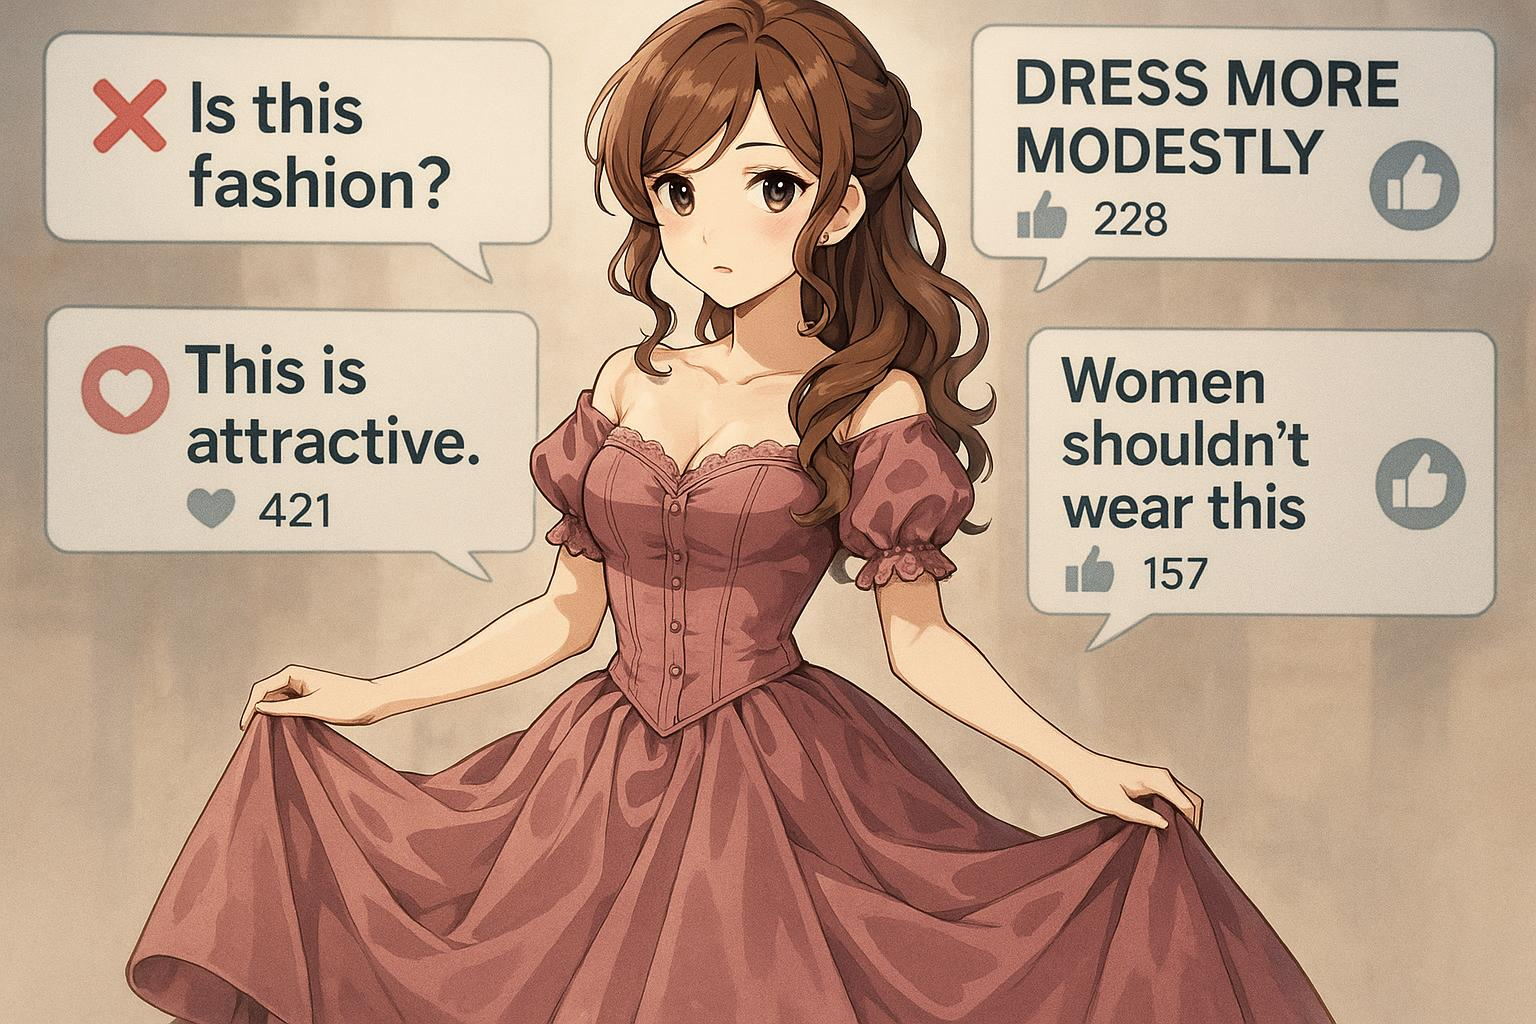 Is this
fashion?
This is
attractive.
421
DRESS MORE
MODESTLY
228
Women
shouldn't
wear this
157